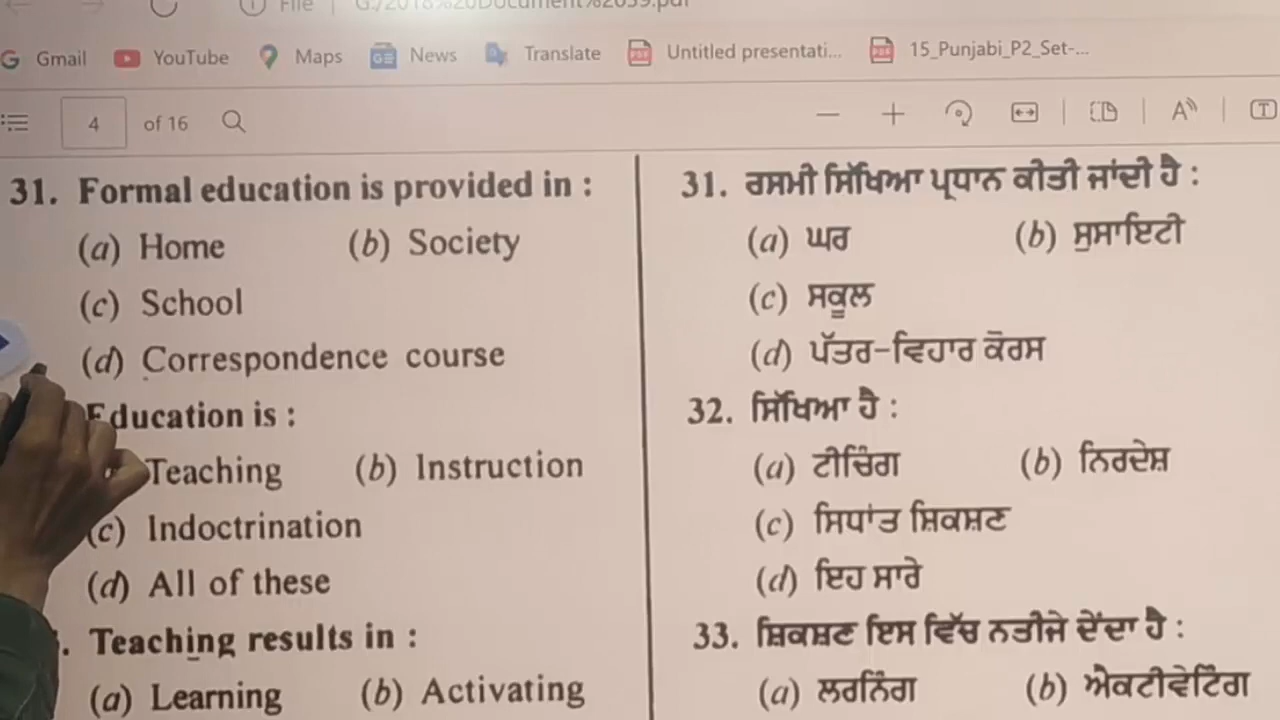 File
Gmail YouTube Maps News Translate Untitled presentati... 15_Punjabi_P2_Set-...
4 of 16
31. Formal education is provided in :
(a) Home (b) Society
(c) School
(d) Correspondence course
Education is :
Teaching (b) Instruction
(c) Indoctrination
(d) All of these
Teaching results in :
(a) Learning (b) Activating
31. ਰਸਮੀ ਸਿੱਖਿਆ ਪ੍ਰਧਾਨ ਕੀਤੀ ਜਾਂਦੀ ਹੈ :
(a) ਘਰ (b) ਸੁਸਾਇਟੀ
(c) ਸਕੂਲ
(d) ਪੱਤਰ-ਵਿਹਾਰ ਕੋਰਸ
32. ਸਿੱਖਿਆ ਹੈ :
(a) ਟੀਚਿੰਗ (b) ਨਿਰਦੇਸ਼
(c) ਸਿਧਾਂਤ ਸ਼ਿਕਸ਼ਣ
(d) ਇਹ ਸਾਰੇ
33. ਸ਼ਿਕਸ਼ਣ ਇਸ ਵਿੱਚ ਨਤੀਜੇ ਦੇਂਦਾ ਹੈ :
(a) ਲਰਨਿੰਗ (b) ਐਕਟੀਵੇਟਿੰਗ